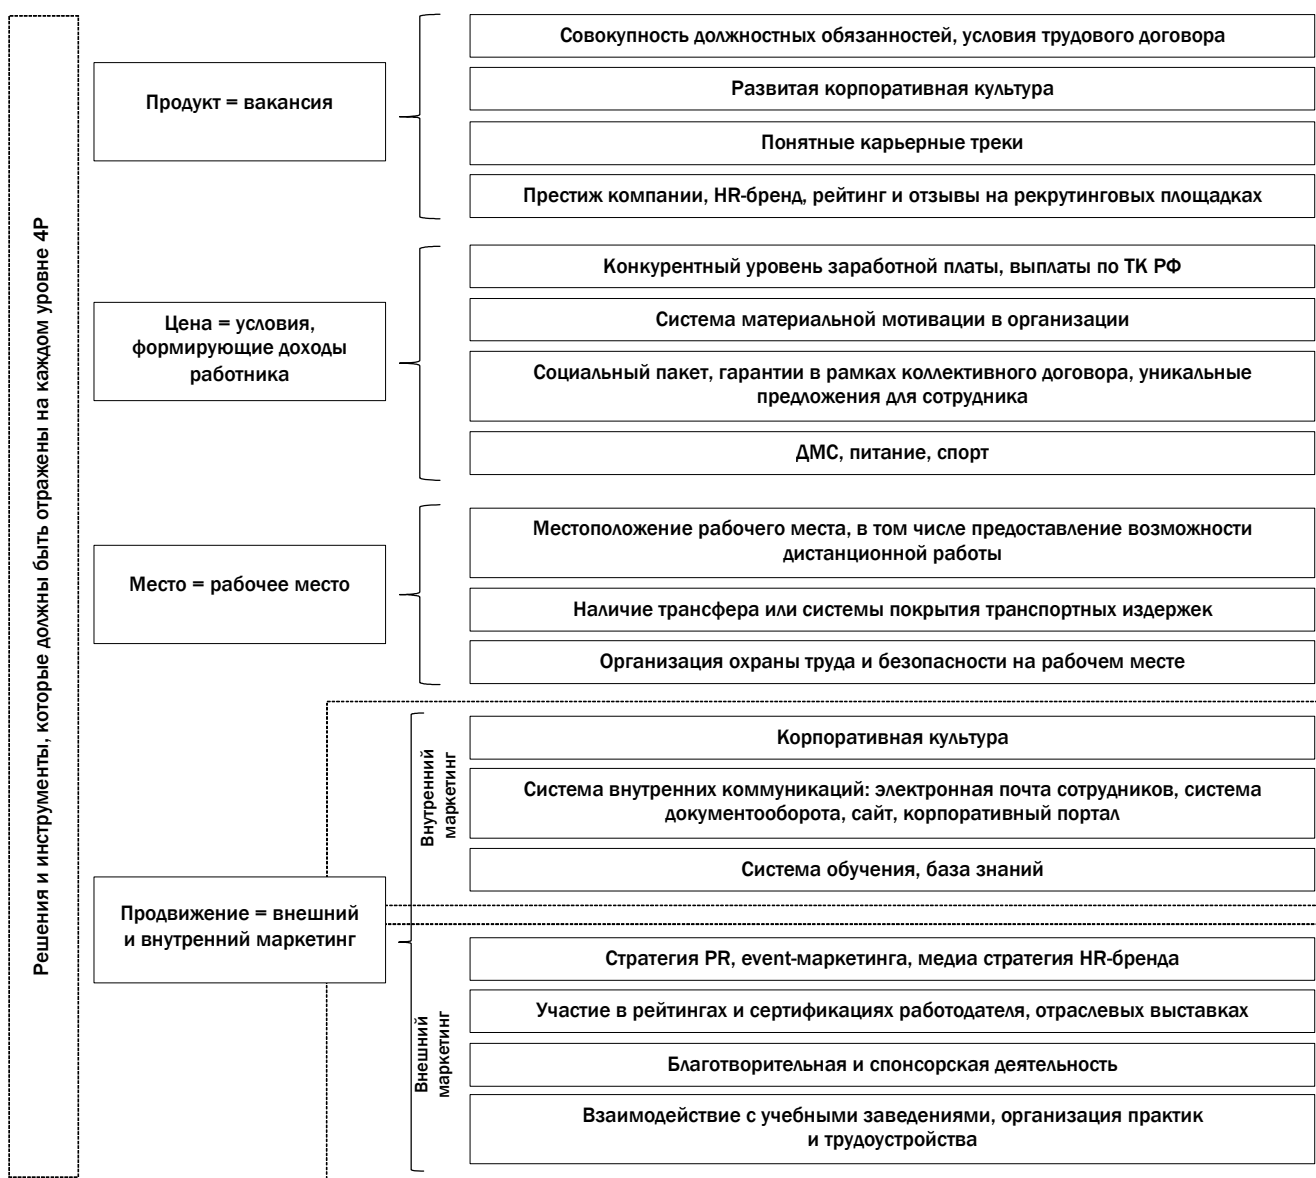 Решения и инструменты, которые должны быть отражены на каждом уровне 4P
Продукт = вакансия
Совокупность должностных обязанностей, условия трудового договора
Развитая корпоративная культура
Понятные карьерные треки
Престиж компании, HR-бренд, рейтинг и отзывы на рекрутинговых площадках
Цена = условия,
формирующие доходы
работника
Конкурентный уровень заработной платы, выплаты по ТК РФ
Система материальной мотивации в организации
Социальный пакет, гарантии в рамках коллективного договора, уникальные
предложения для сотрудника
ДМС, питание, спорт
Место = рабочее место
Местоположение рабочего места, в том числе предоставление возможности
дистанционной работы
Наличие трансфера или системы покрытия транспортных издержек
Организация охраны труда и безопасности на рабочем месте
Продвижение = внешний
и внутренний маркетинг
Внутренний
маркетинг
Корпоративная культура
Система внутренних коммуникаций: электронная почта сотрудников, система
документооборота, сайт, корпоративный портал
Система обучения, база знаний
Внешний
маркетинг
Стратегия PR, event-маркетинга, медиа стратегия HR-бренда
Участие в рейтингах и сертификациях работодателя, отраслевых выставках
Благотворительная и спонсорская деятельность
Взаимодействие с учебными заведениями, организация практик
и трудоустройства